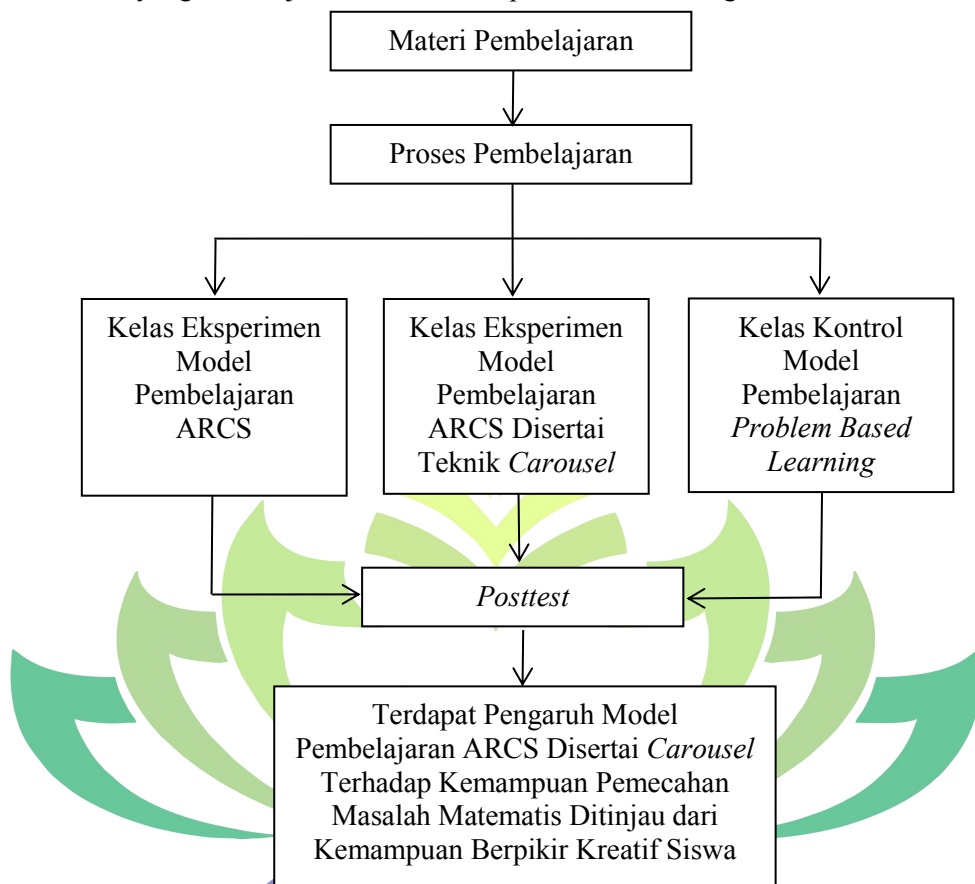 Materi Pembelajaran
Proses Pembelajaran
Kelas Eksperimen
Model
Pembelajaran
ARCS
Kelas Eksperimen
Model
Pembelajaran
ARCS Disertai
Teknik Carousel
Kelas Kontrol
Model
Pembelajaran
Problem Based
Learning
Posttest
Terdapat Pengaruh Model
Pembelajaran ARCS Disertai Carousel
Terhadap Kemampuan Pemecahan
Masalah Matematis Ditinjau dari
Kemampuan Berpikir Kreatif Siswa